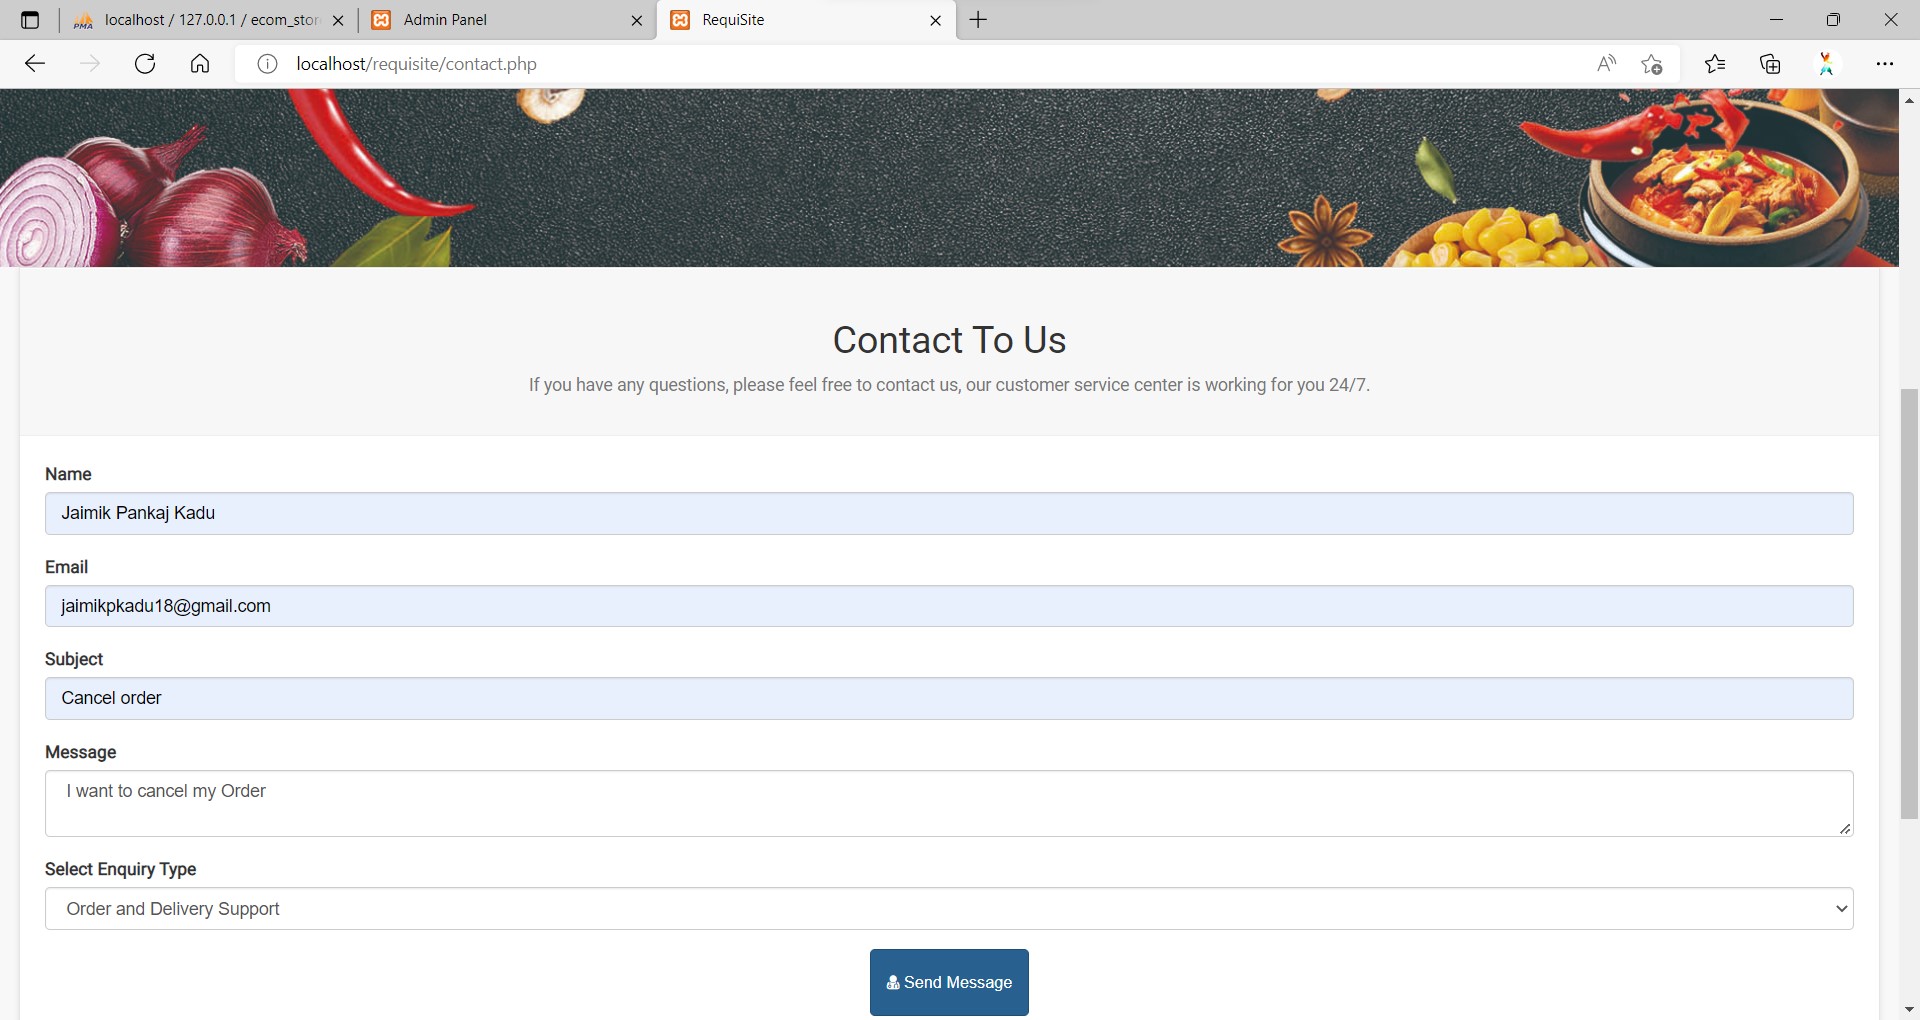 localhost / 127.0.0.1 / ecom_stor
Admin Panel
RequiSite
localhost/requisite/contact.php
Contact To Us
If you have any questions, please feel free to contact us, our customer service center is working for you 24/7.
Name
Jaimik Pankaj Kadu
Email
jaimikpkadu18@gmail.com
Subject
Cancel order
Message
I want to cancel my Order
Select Enquiry Type
Order and Delivery Support
Send Message